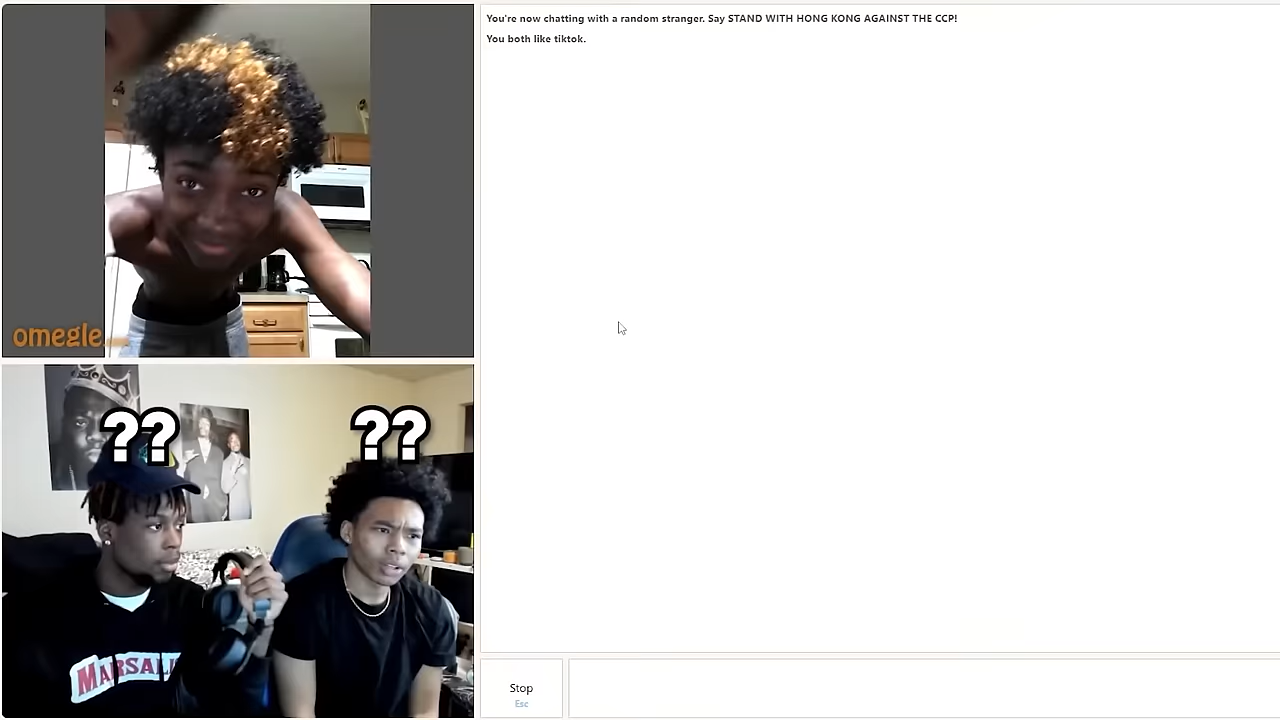 You're now chatting with a random stranger. Say STAND WITH HONG KONG AGAINST THE CCP!
You both like tiktok.
omegle
??
??
Stop
Esc